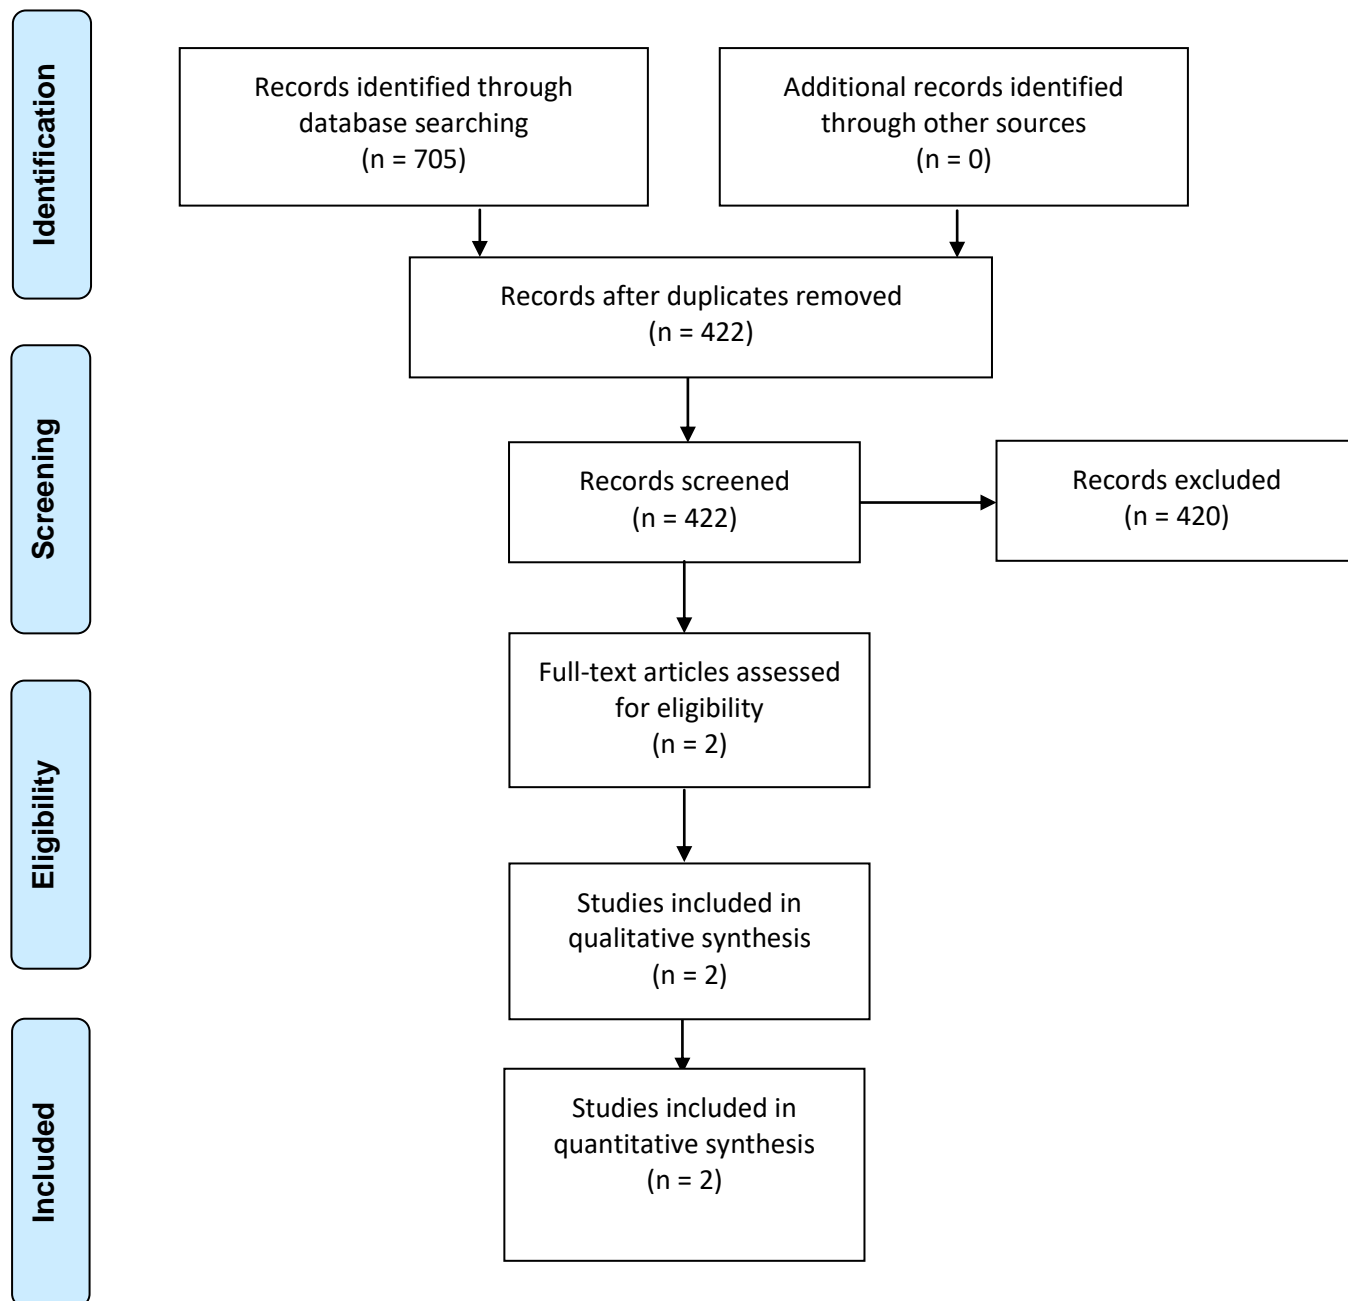 Identification
Records identified through
database searching
(n = 705)
Additional records identified
through other sources
(n = 0)
Records after duplicates removed
(n = 422)
Screening
Records screened
(n = 422)
Records excluded
(n = 420)
Eligibility
Full-text articles assessed
for eligibility
(n = 2)
Studies included in
qualitative synthesis
(n = 2)
Included
Studies included in
quantitative synthesis
(n = 2)